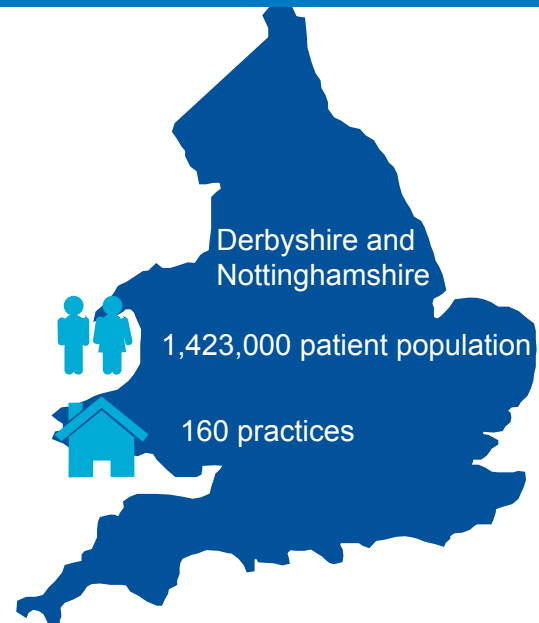 Derbyshire and
Nottinghamshire
1,423,000 patient population
160 practices